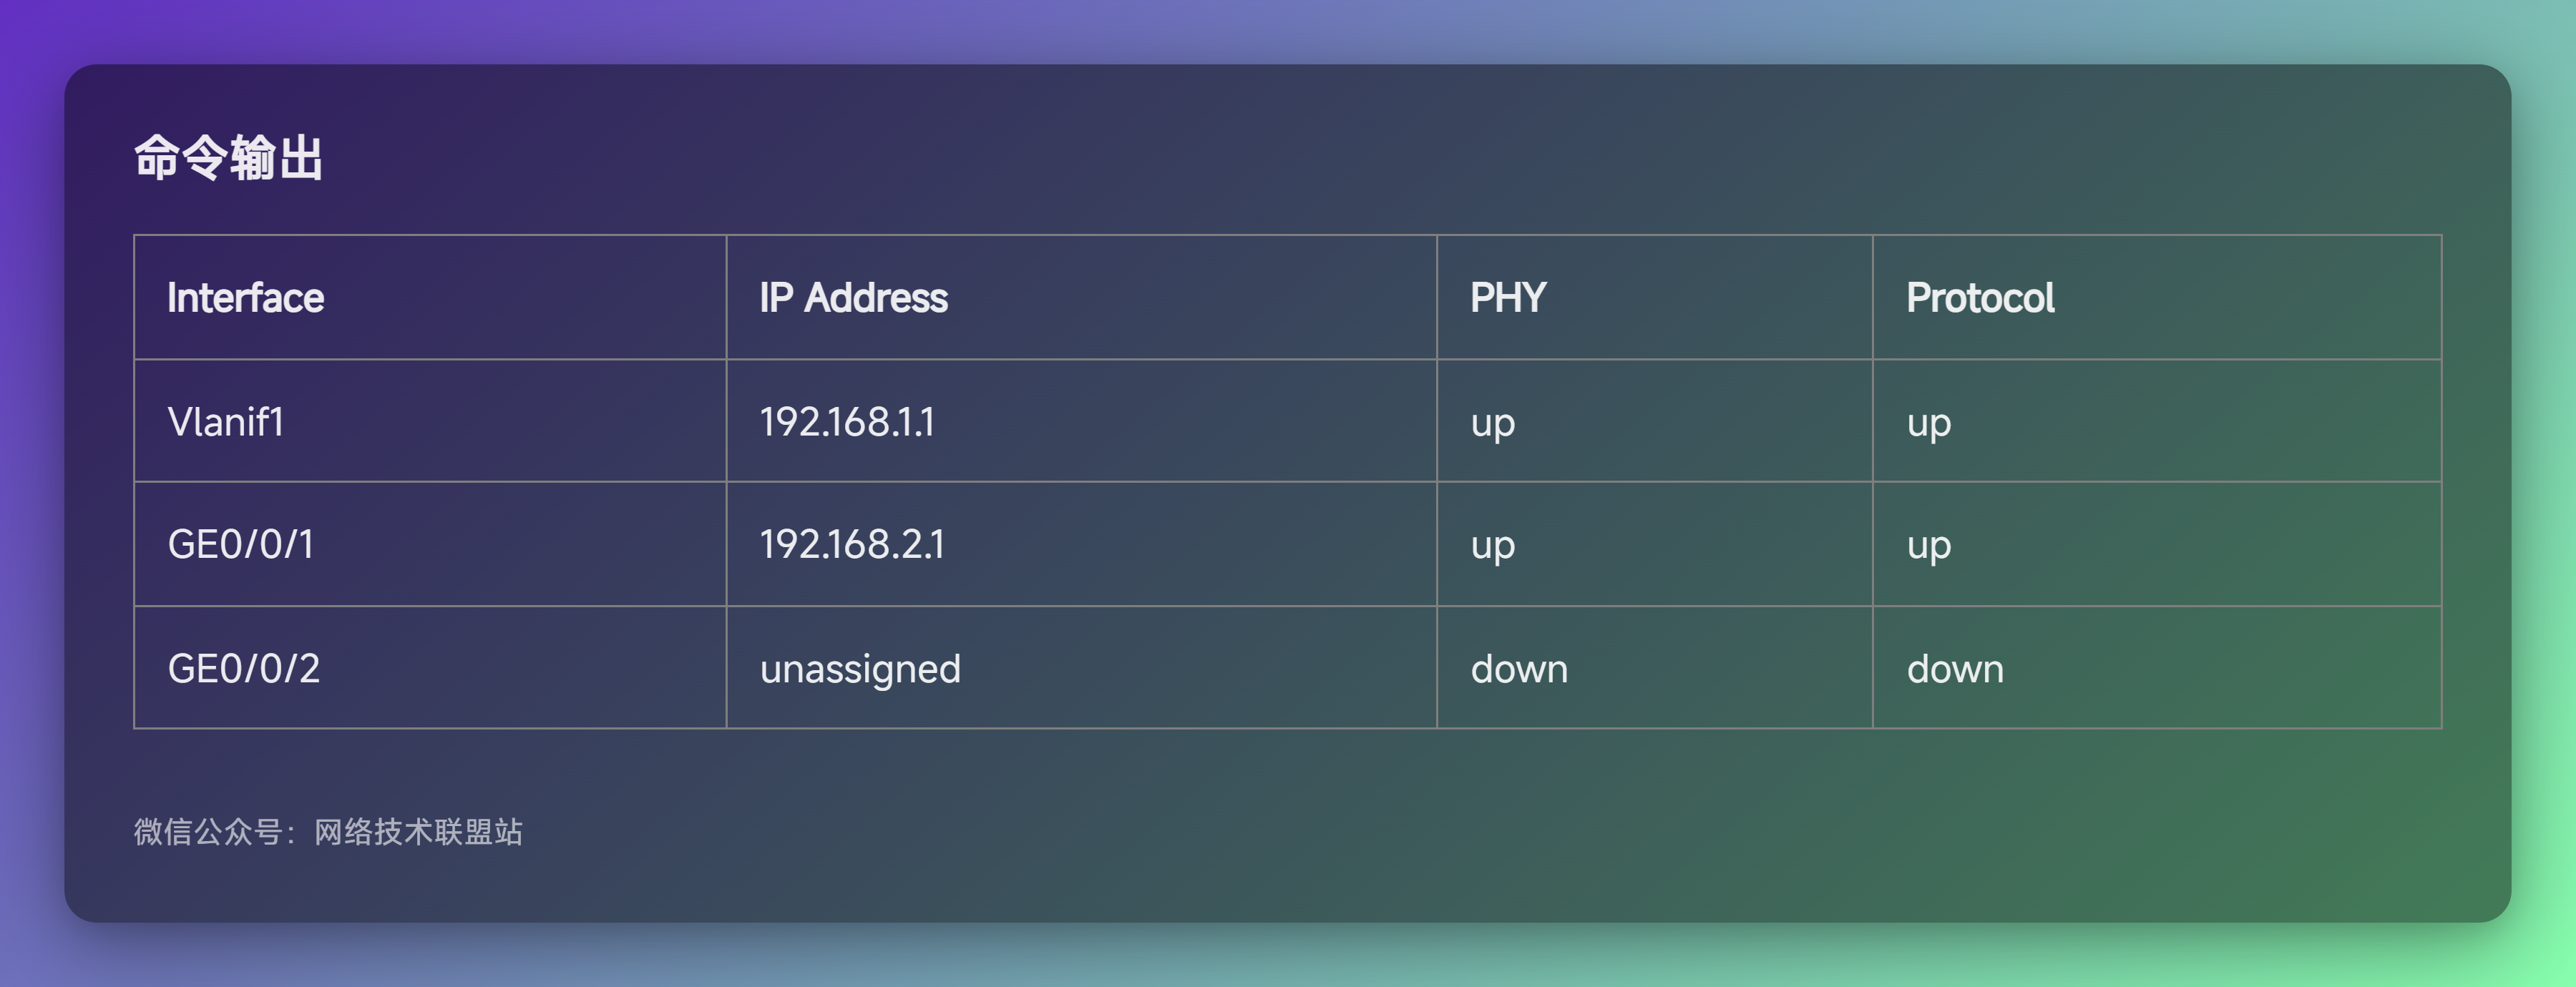 命令输出
Interface IP Address PHY Protocol
Vlanif1 192.168.1.1 up up
GE0/0/1 192.168.2.1 up up
GE0/0/2 unassigned down down
微信公众号：网络技术联盟站